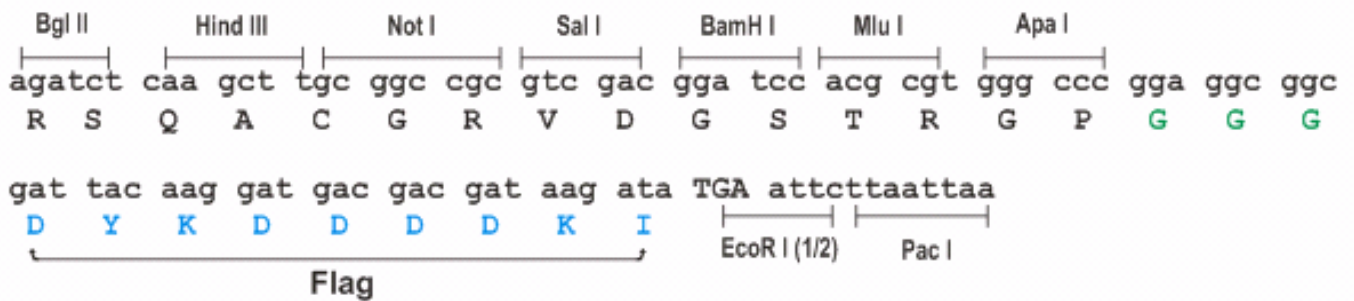 Bgl II Hind III Not I Sal I BamH I Mlu I Apa I
agatct caa gct tgc ggc cgc gtc gac gga tcc acg cgt ggg ccc gga ggc ggc
R S Q A C G R V D G S T R G P G G G
gat tac aag gat gac gac gat aag ata TGA attcttaattaa
D Y K D D D D K I
EcoR I (1/2) Pac I
Flag